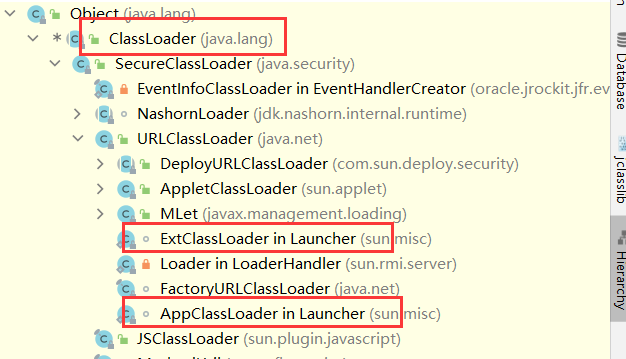 Object (java.lang)
* ClassLoader (java.lang)
SecureClassLoader (java.security)
EventInfoClassLoader in EventHandlerCreator (oracle.jrockit.jfr.ev
NashornLoader (jdk.nashorn.internal.runtime)
URLClassLoader (java.net)
DeployURLClassLoader (com.sun.deploy.security)
AppletClassLoader (sun.applet)
MLet (javax.management.loading)
ExtClassLoader in Launcher (sun.misc)
Loader in LoaderHandler (sun.rmi.server)
FactoryURLClassLoader (java.net)
AppClassLoader in Launcher (sun.misc)
JSClassLoader (sun.plugin.javascript)
Database
jclasslib
Hierarchy